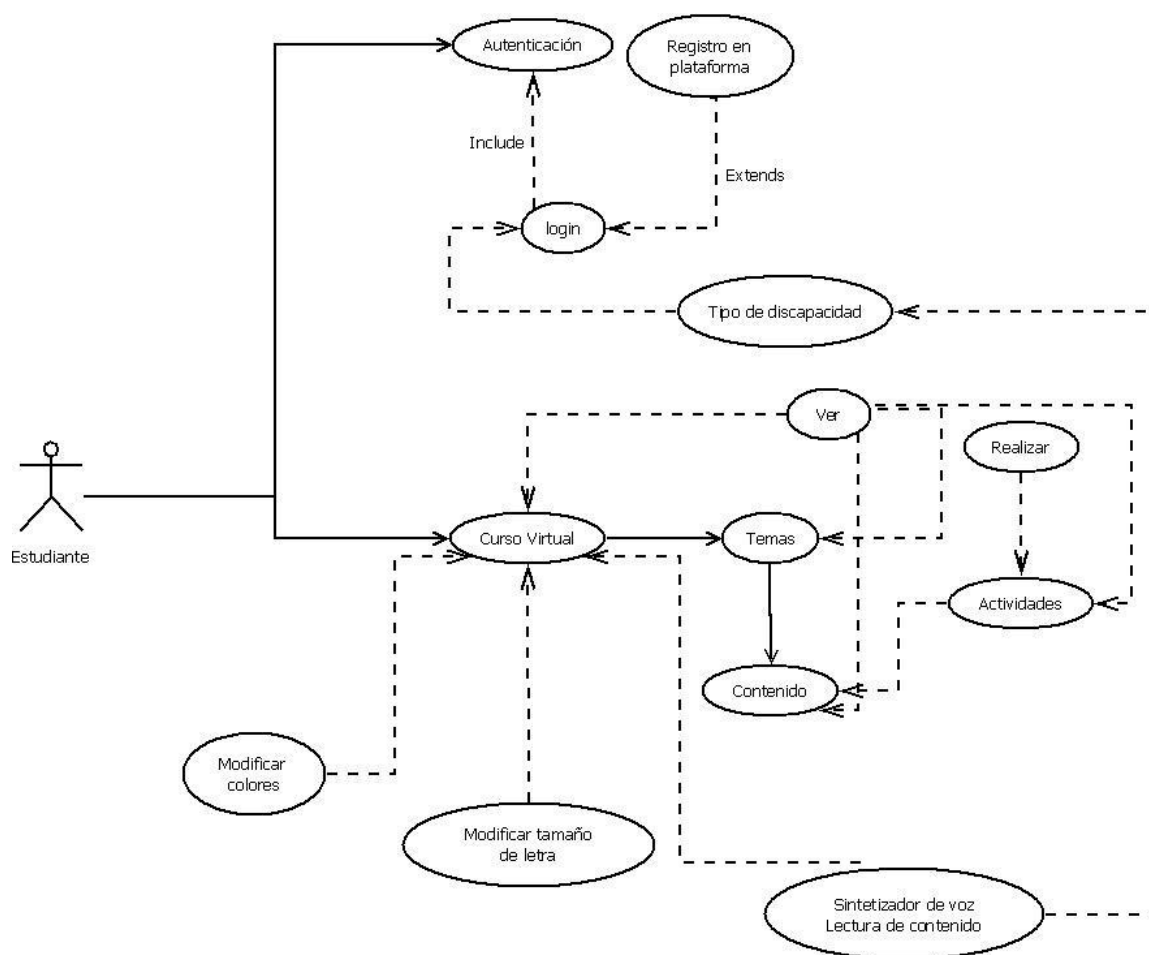 Autenticación
Registro en
plataforma
Include
Extends
login
Tipo de discapacidad
Ver
Realizar
Estudiante
Curso Virtual
Temas
Actividades
Contenido
Modificar
colores
Modificar tamaño
de letra
Sintetizador de voz
Lectura de contenido